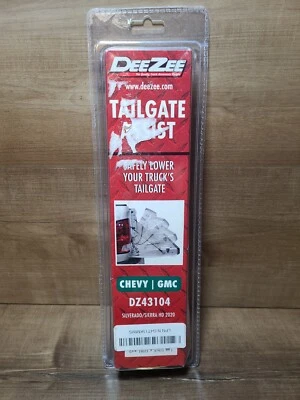 DEEZEE
www.deezee.com
TAILGATE
SAFELY LOWER
YOUR TRUCK'S
TAILGATE
CHEVY | GMC
DZ43104
SILVERADO/SIERRA HD 2020